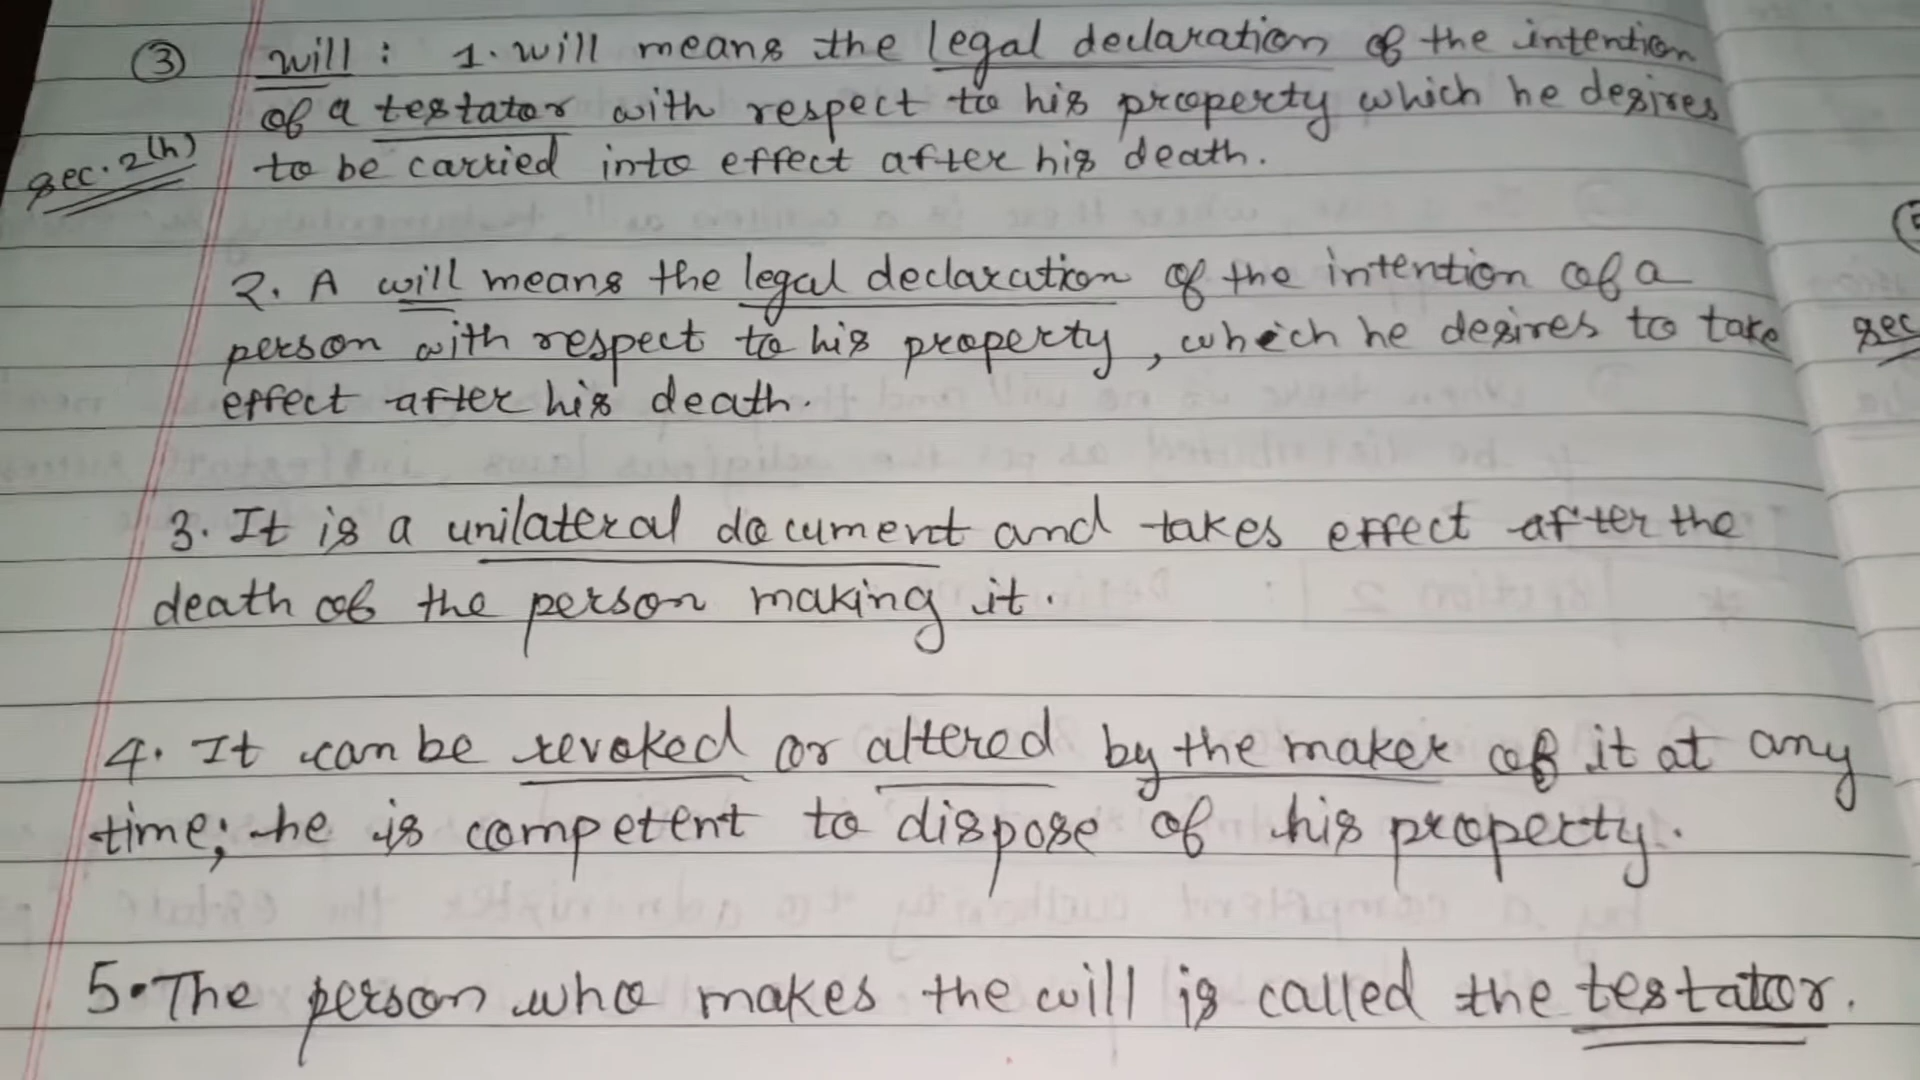 ③ will : 1. will means the legal declaration of the intention
of a testator with respect to his property which he desires
sec. 2(h)
to be carried into effect after his death.
2. A will means the legal declaration of the intention of a
person with respect to his property, which he desires to take
sec
effect after his death.
3. It is a unilateral document and takes effect after the
death of the person making it.
4. It can be revoked or altered by the maker of it at any
time; he is competent to dispose of his property.
5. The person who makes the will is called the testator.